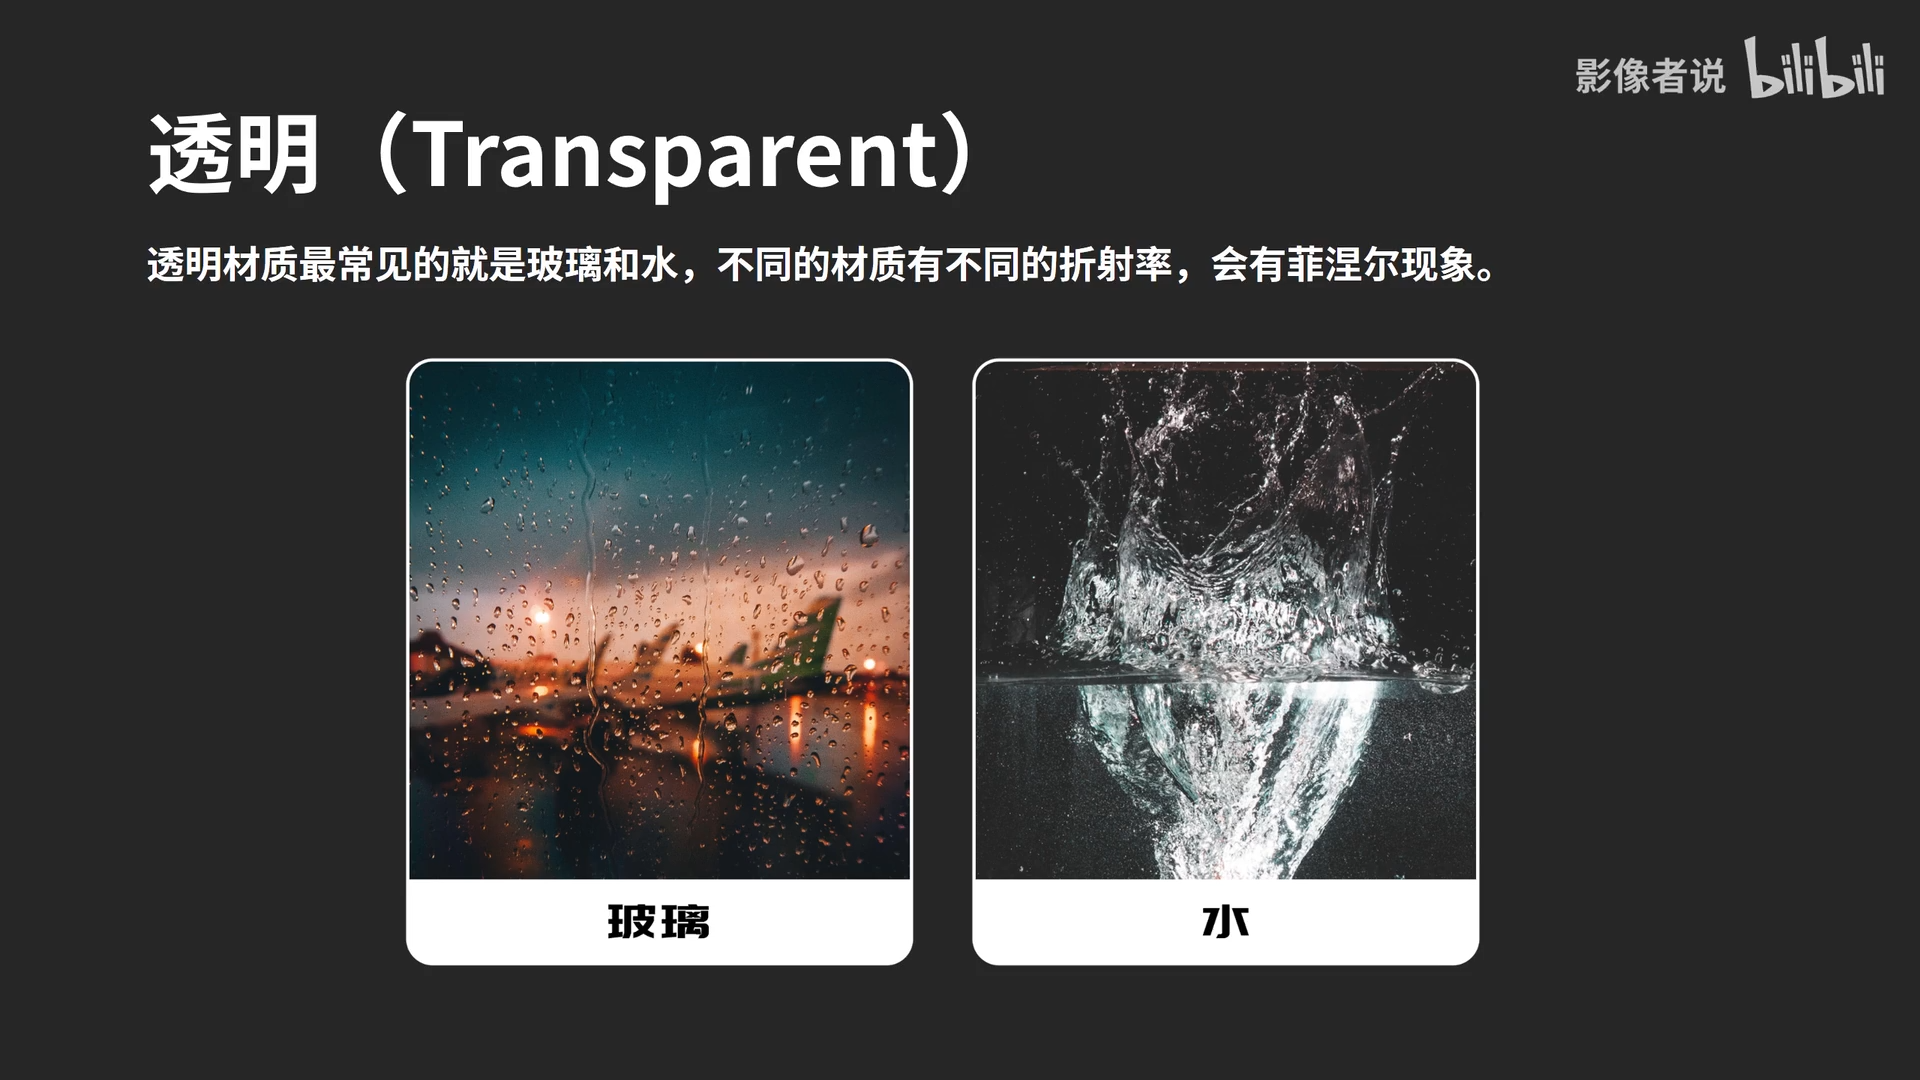 影像者说 bilibili
透明（Transparent）
透明材质最常见的就是玻璃和水，不同的材质有不同的折射率，会有菲涅尔现象。
玻璃
水